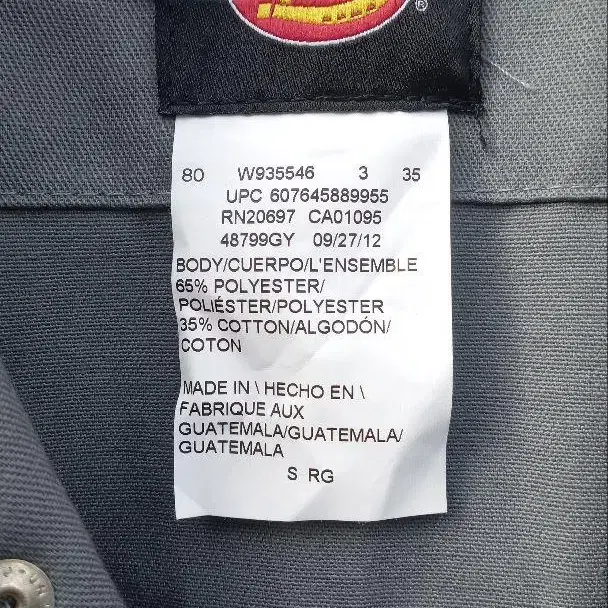 ®
80 W935546 3 35
UPC 607645889955
RN20697 CA01095
48799GY 09/27/12
BODY/CUERPO/L'ENSEMBLE
65% POLYESTER/
POLIÉSTER/POLYESTER
35% COTTON/ALGODÓN/
COTON
MADE IN \ HECHO EN \
FABRIQUE AUX
GUATEMALA/GUATEMALA/
GUATEMALA
S RG